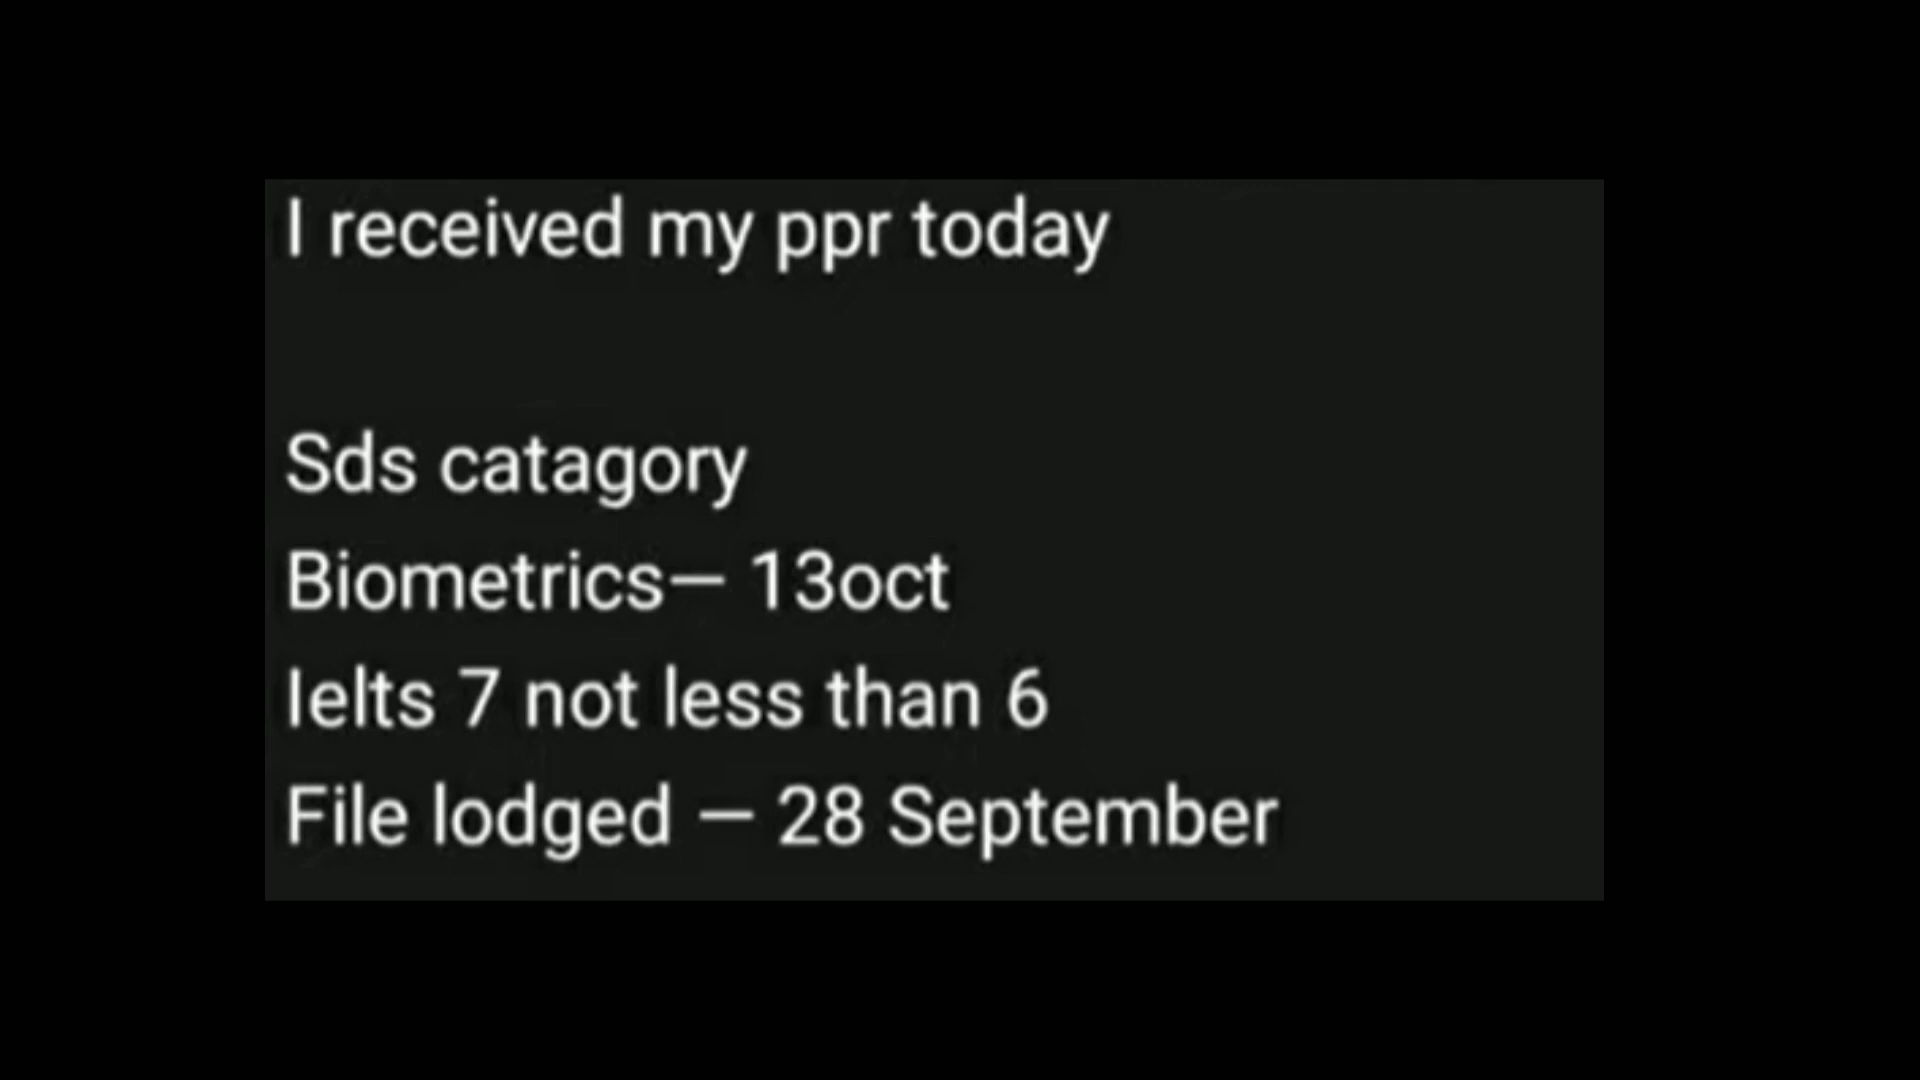 I received my ppr today
Sds catagory
Biometrics— 13oct
Ielts 7 not less than 6
File lodged — 28 September